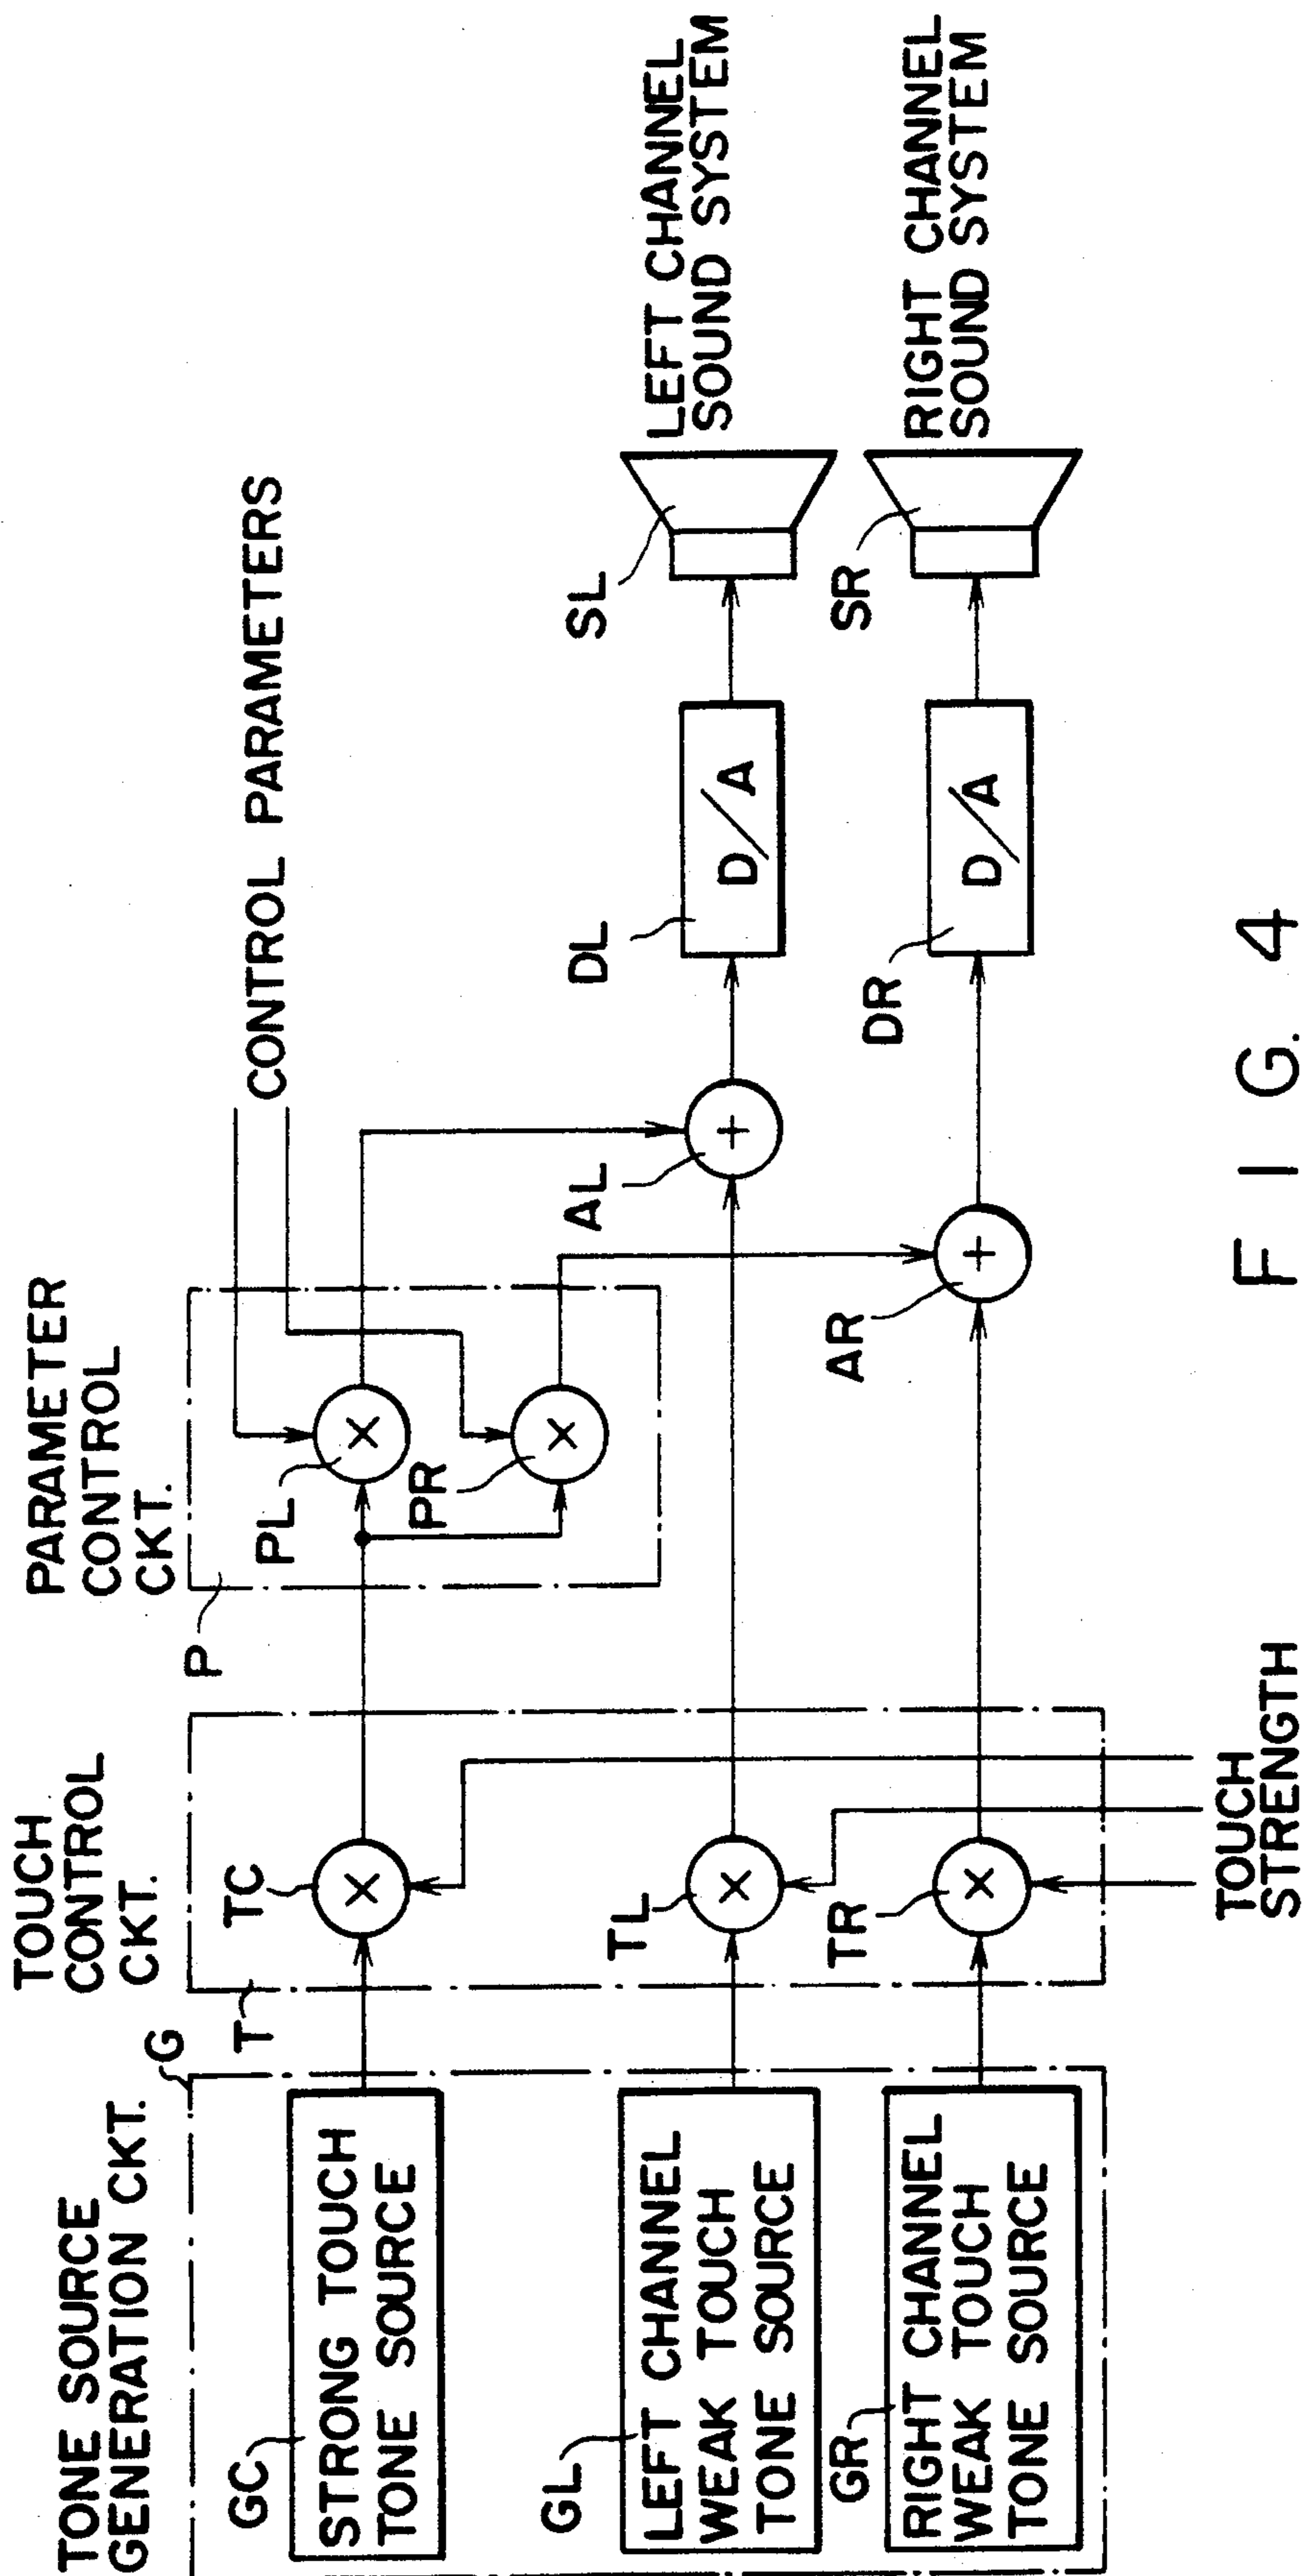 TONE SOURCE
GENERATION CKT.
G
GC
STRONG TOUCH
TONE SOURCE
GL
LEFT CHANNEL
WEAK TOUCH
TONE SOURCE
GR
RIGHT CHANNEL
WEAK TOUCH
TONE SOURCE
TOUCH
CONTROL
CKT.
T
TC
×
TL
×
TR
×
TOUCH
STRENGTH
PARAMETER
CONTROL
CKT.
P
PL
×
PR
×
CONTROL PARAMETERS
AL
+
AR
+
DL
D/A
DR
D/A
SL
SR
LEFT CHANNEL
SOUND SYSTEM
RIGHT CHANNEL
SOUND SYSTEM
FIG. 4